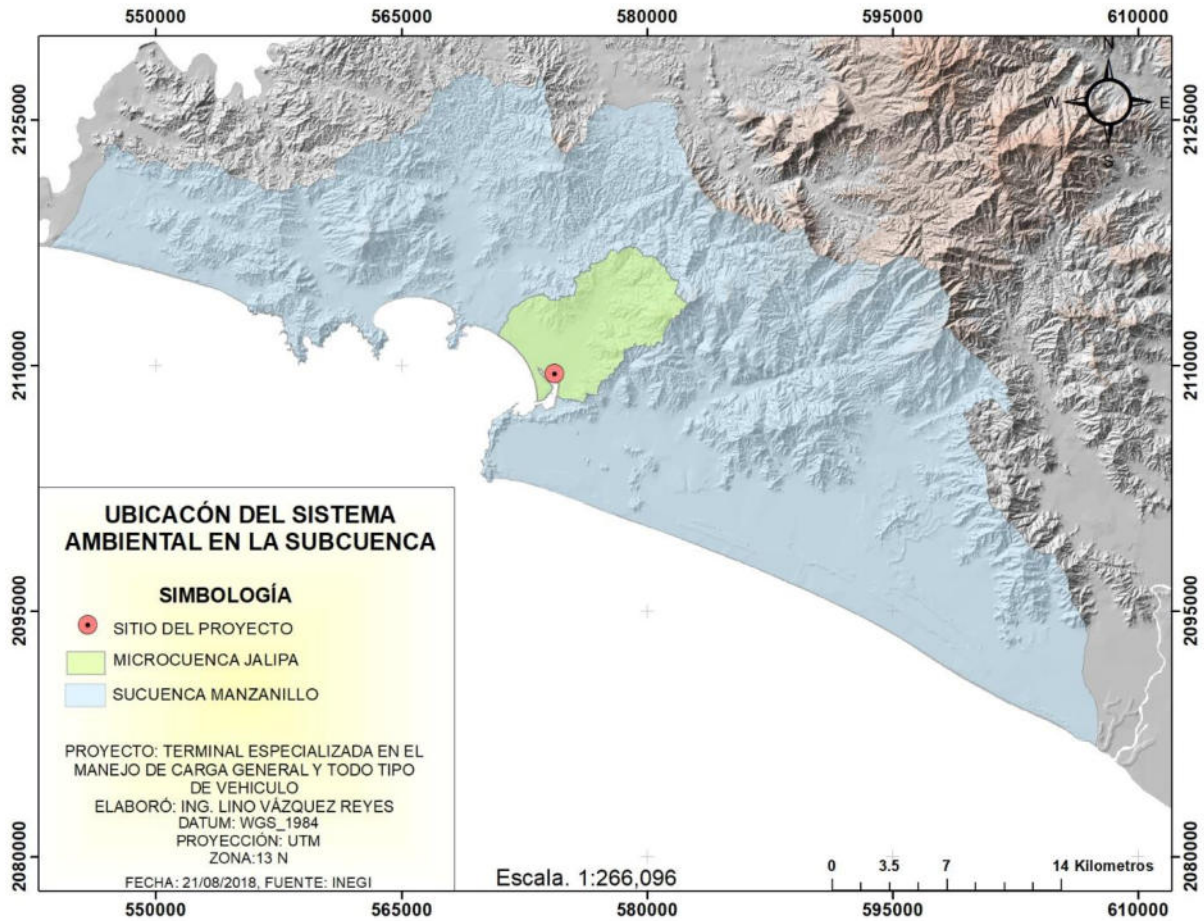 550000 565000 580000 595000 610000
N
W E
S
2125000 2125000
2110000 2110000
2095000 2095000
2080000 2080000
UBICACÓN DEL SISTEMA
AMBIENTAL EN LA SUBCUENCA
SIMBOLOGÍA
SITIO DEL PROYECTO
MICROCUENCA JALIPA
SUCUENCA MANZANILLO
PROYECTO: TERMINAL ESPECIALIZADA EN EL
MANEJO DE CARGA GENERAL Y TODO TIPO
DE VEHICULO
ELABORÓ: ING. LINO VÁZQUEZ REYES
DATUM: WGS_1984
PROYECCIÓN: UTM
ZONA:13 N
FECHA: 21/08/2018, FUENTE: INEGI
Escala. 1:266,096
0 3.5 7 14 Kilometros
550000 565000 580000 595000 610000